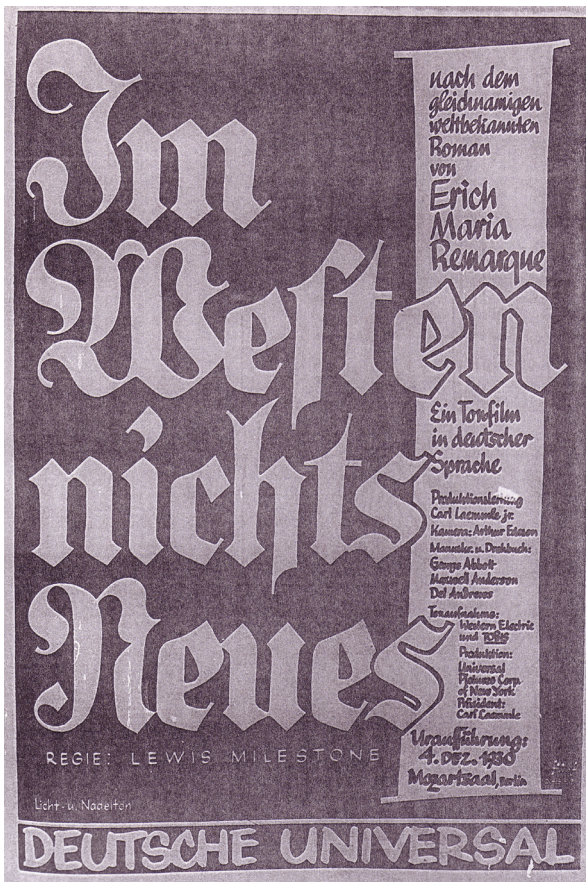 Im
Westen
nichts
Neues
REGIE: LEWIS MILESTONE
Licht- u. Nadelton
nach dem
gleichnamigen
weltbekannten
Roman
von
Erich
Maria
Remarque
Ein Tonfilm
in deutscher
Sprache
Produktionsleitung
Carl Laemmle jr.
Kamera: Arthur Edeson
Manuskr. u. Drehbuch:
George Abbott
Maxwell Anderson
Del Andrews
Tonaufnahme:
Western Electric
und TOBIS
Produktion:
Universal
Pictures Corp.
of New York
Präsident:
Carl Laemmle
Uraufführung:
4. DEZ. 1930
Mozartsaal, Berlin
DEUTSCHE UNIVERSAL